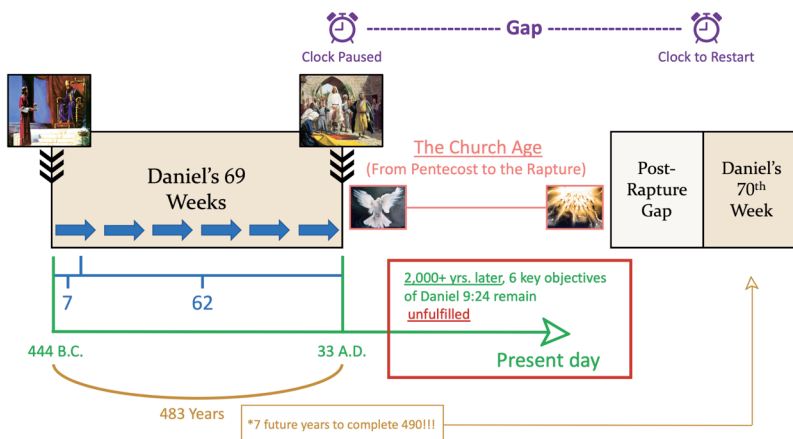 Gap
Clock Paused
Clock to Restart
Daniel's 69
Weeks
The Church Age
(From Pentecost to the Rapture)
Post-
Rapture
Gap
Daniel's
70th
Week
7
62
2,000+ yrs. later, 6 key objectives
of Daniel 9:24 remain
unfulfilled
444 B.C.
33 A.D.
Present day
483 Years
*7 future years to complete 490!!!